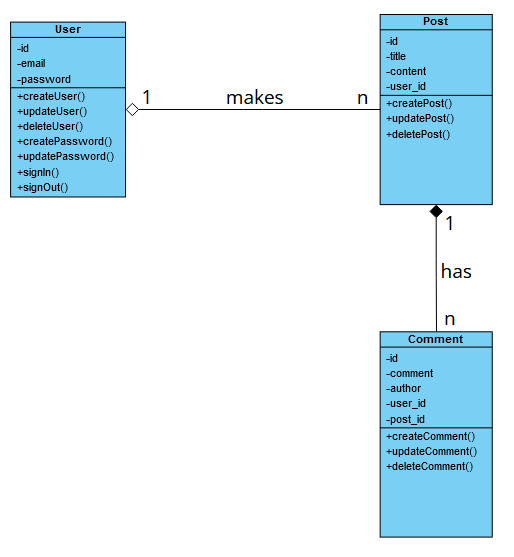 User
-id
-email
-password
+createUser()
+updateUser()
+deleteUser()
+createPassword()
+updatePassword()
+signIn()
+signOut()
1 makes n
Post
-id
-title
-content
-user_id
+createPost()
+updatePost()
+deletePost()
1
has
n
Comment
-id
-comment
-author
-user_id
-post_id
+createComment()
+updateComment()
+deleteComment()